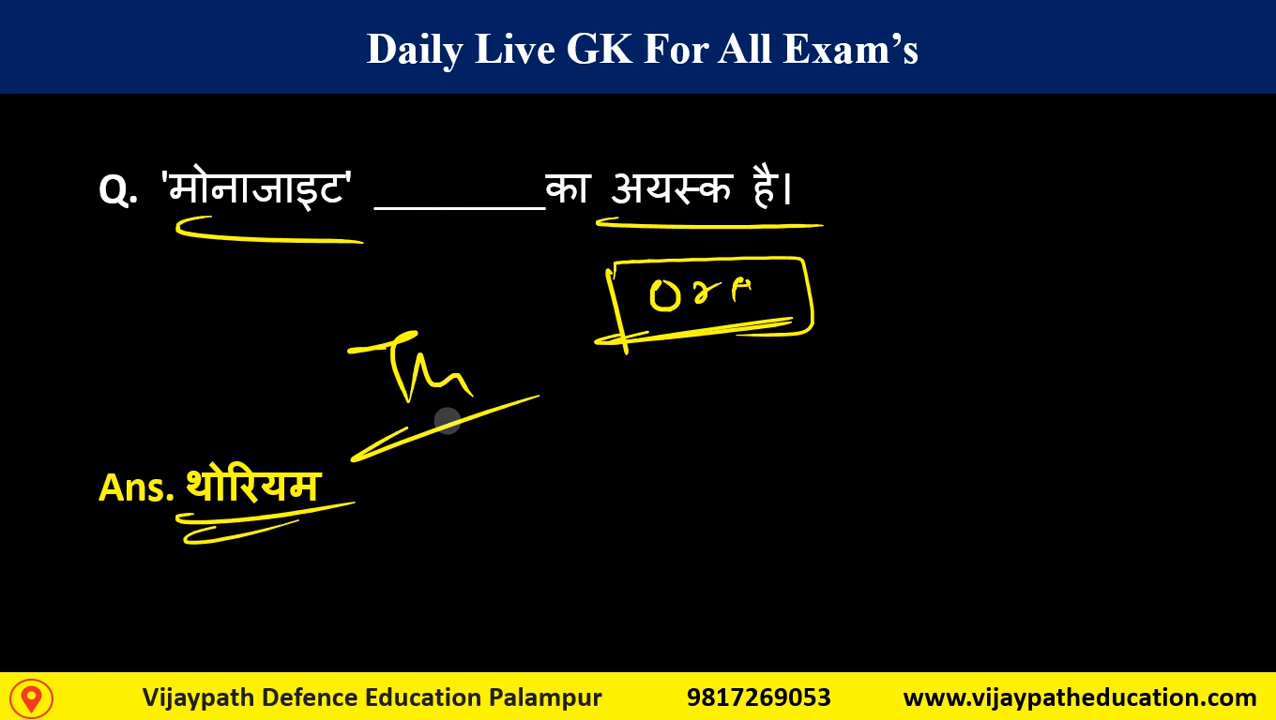 Daily Live GK For All Exam's
Q. 'मोनाजाइट' ________का अयस्क है।
Ore
Th
Ans. थोरियम
Vijaypath Defence Education Palampur 9817269053 www.vijaypatheducation.com